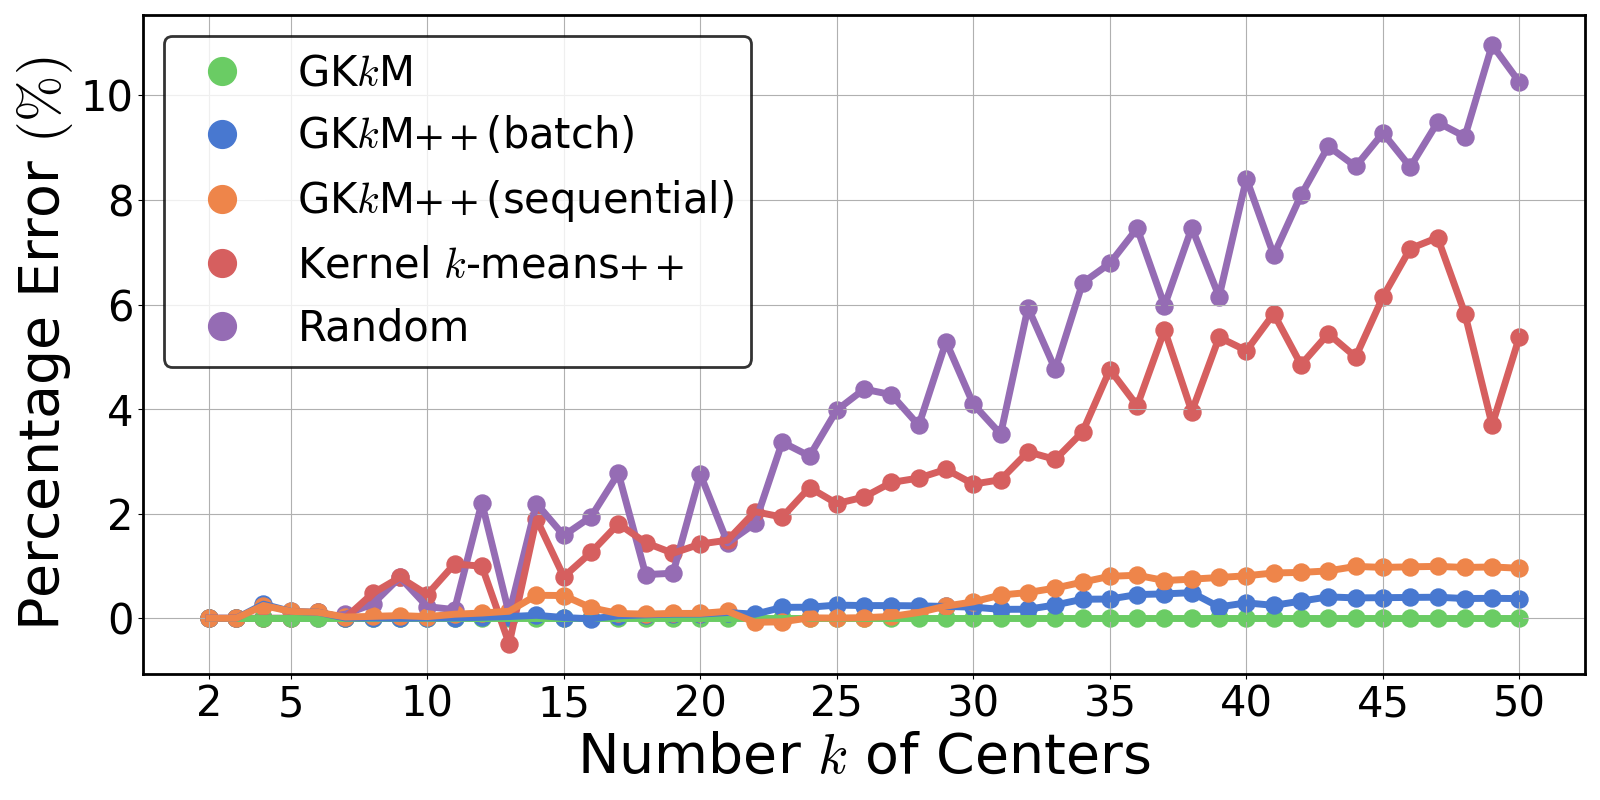 Percentage Error (%)
10
8
6
4
2
0
GKkM
GKkM++(batch)
GKkM++(sequential)
Kernel k-means++
Random
2 5 10 15 20 25 30 35 40 45 50
Number k of Centers